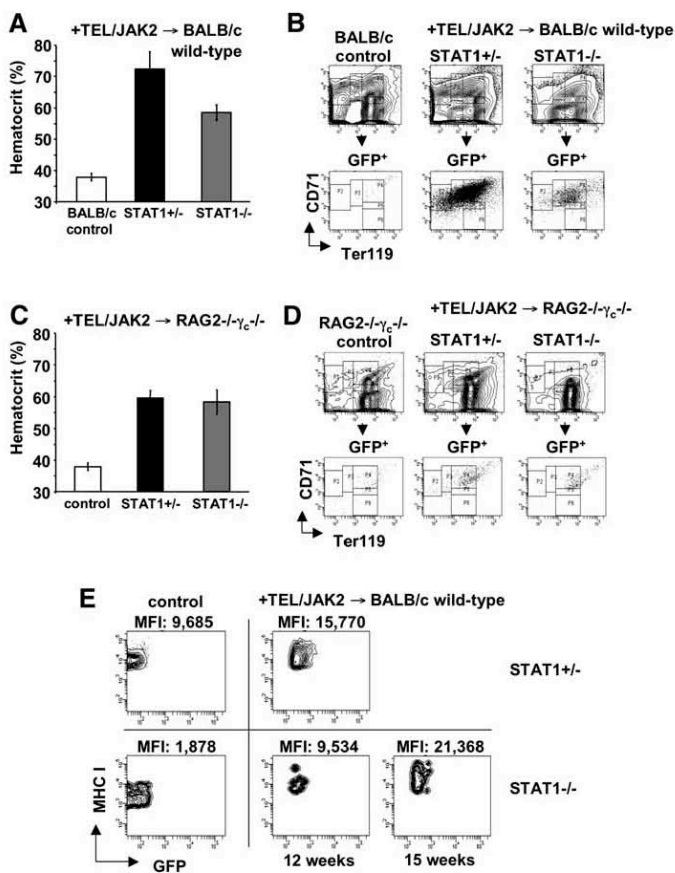 A
+TEL/JAK2 → BALB/c
wild-type
Hematocrit (%)
80
70
60
50
40
30
BALB/c
control
STAT1+/-
STAT1-/-
B
+TEL/JAK2 → BALB/c wild-type
BALB/c
control
STAT1+/-
STAT1-/-
GFP+
GFP+
GFP+
CD71
Ter119
C
+TEL/JAK2 → RAG2-/-γc-/-
Hematocrit (%)
80
70
60
50
40
30
control
STAT1+/-
STAT1-/-
D
+TEL/JAK2 → RAG2-/-γc-/-
RAG2-/-γc-/-
control
STAT1+/-
STAT1-/-
GFP+
GFP+
GFP+
CD71
Ter119
E
control
+TEL/JAK2 → BALB/c wild-type
MFI: 9,685
MFI: 15,770
STAT1+/-
MFI: 1,878
MFI: 9,534
MFI: 21,368
STAT1-/-
MHC I
GFP
12 weeks
15 weeks